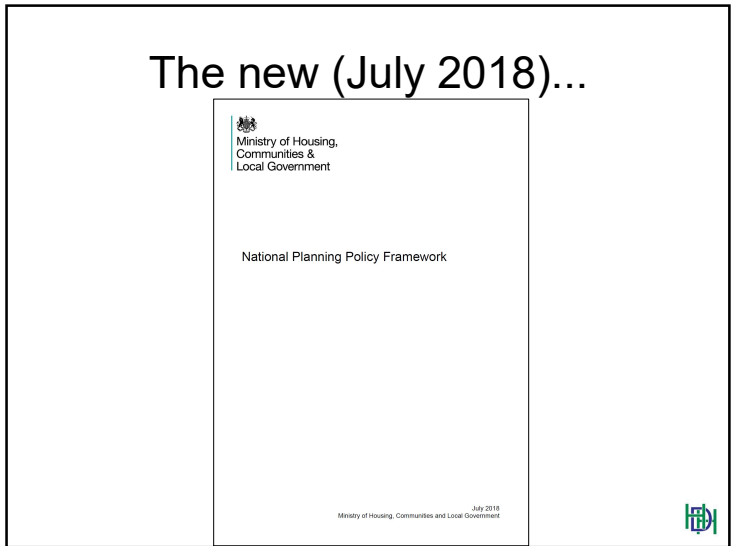 The new (July 2018)...
Ministry of Housing,
Communities &
Local Government
National Planning Policy Framework
July 2018
Ministry of Housing, Communities and Local Government
HDH